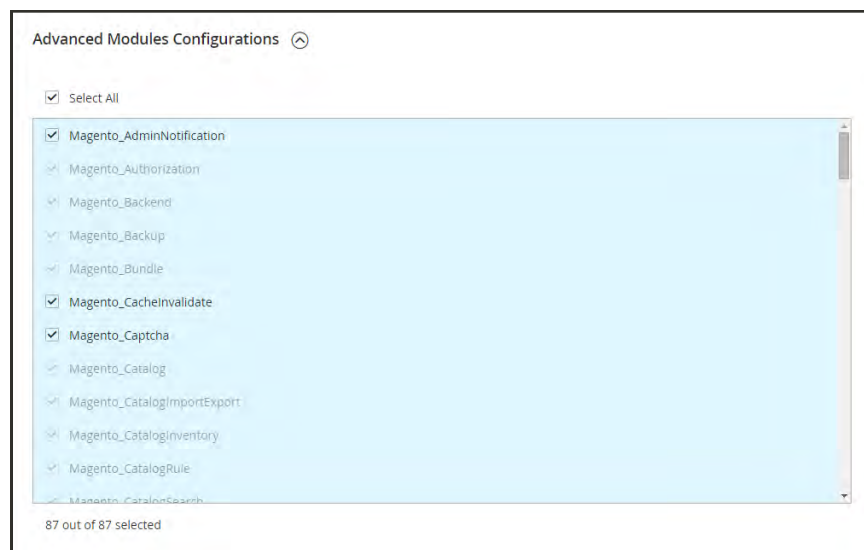 Advanced Modules Configurations
Select All
Magento_AdminNotification
Magento_Authorization
Magento_Backend
Magento_Backup
Magento_Bundle
Magento_CacheInvalidate
Magento_Captcha
Magento_Catalog
Magento_CatalogImportExport
Magento_CatalogInventory
Magento_CatalogRule
Magento_CatalogSearch
87 out of 87 selected